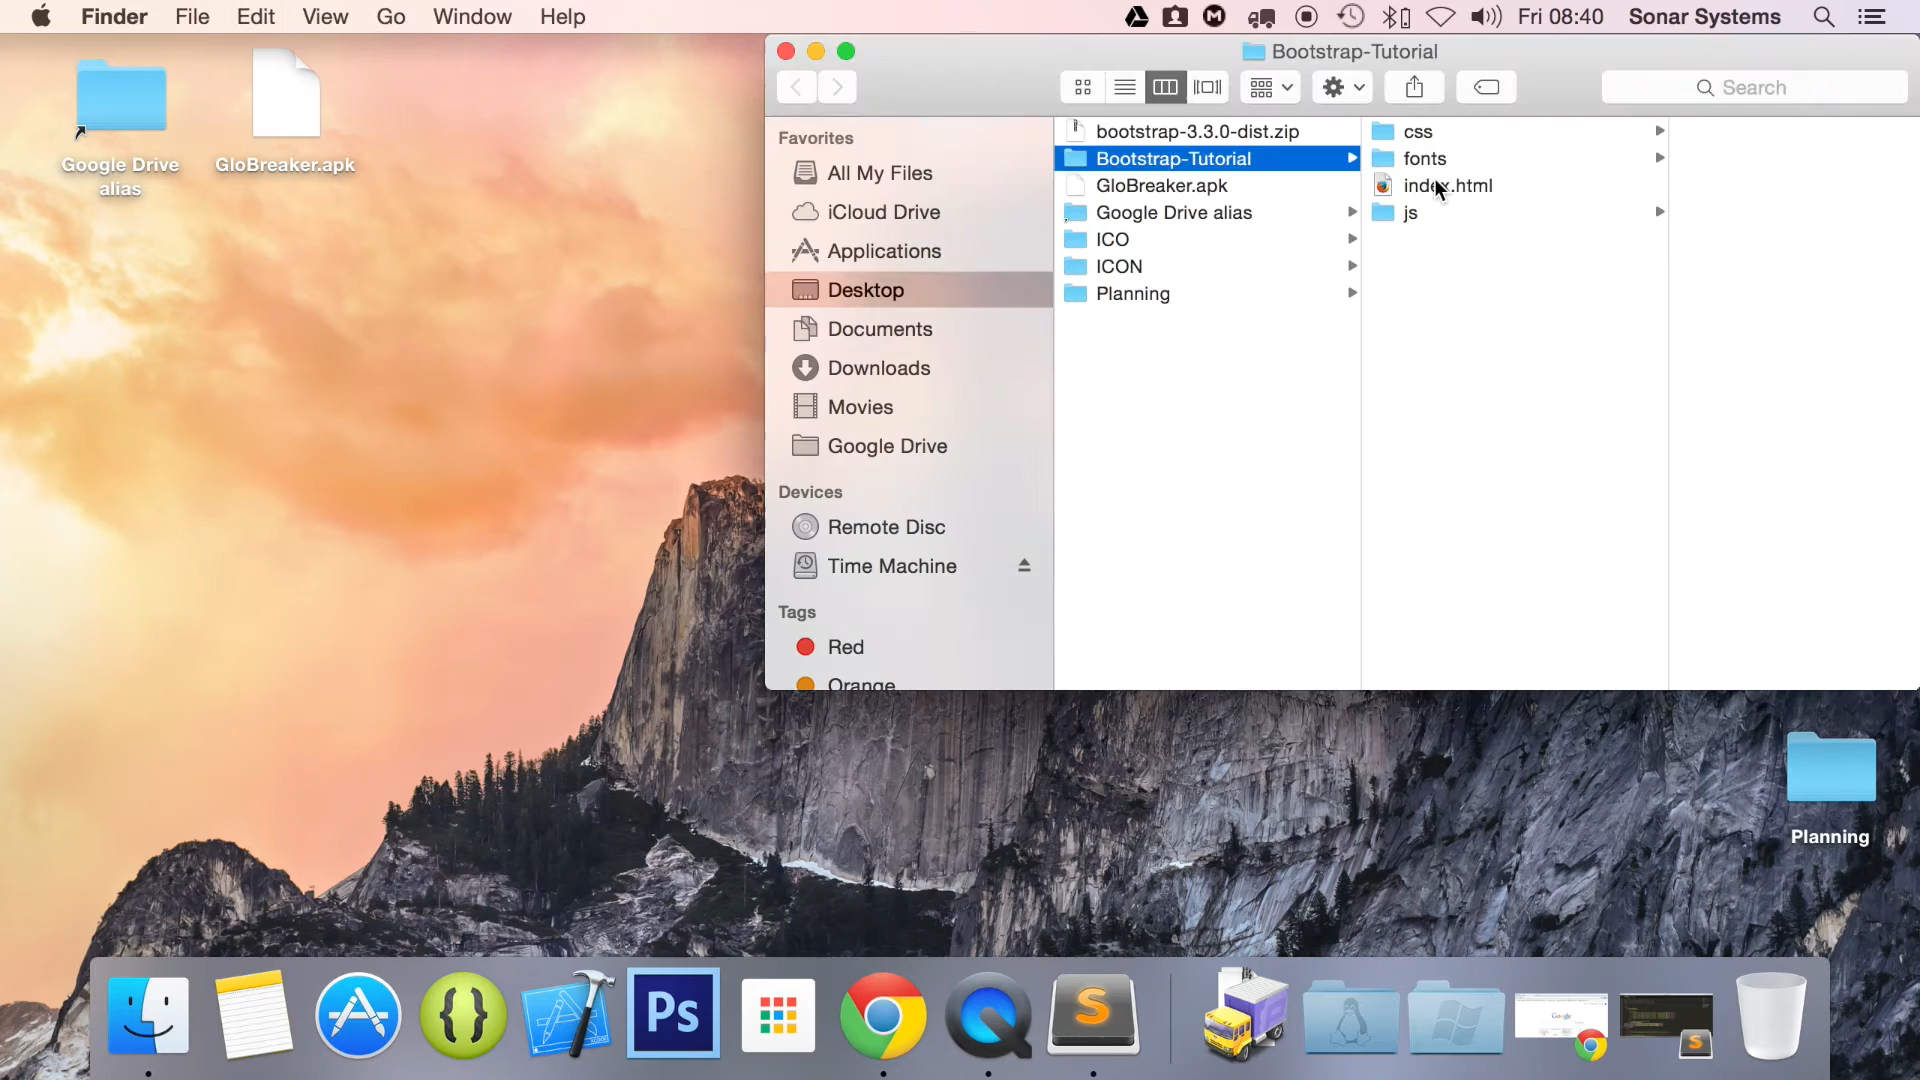 Finder File Edit View Go Window Help Fri 08:40 Sonar Systems
Bootstrap-Tutorial
Search
Google Drive
alias
GloBreaker.apk
Favorites
All My Files
iCloud Drive
Applications
Desktop
Documents
Downloads
Movies
Google Drive
Devices
Remote Disc
Time Machine
Tags
Red
Orange
bootstrap-3.3.0-dist.zip
Bootstrap-Tutorial
GloBreaker.apk
Google Drive alias
ICO
ICON
Planning
css
fonts
index.html
js
Planning
Ps
Google